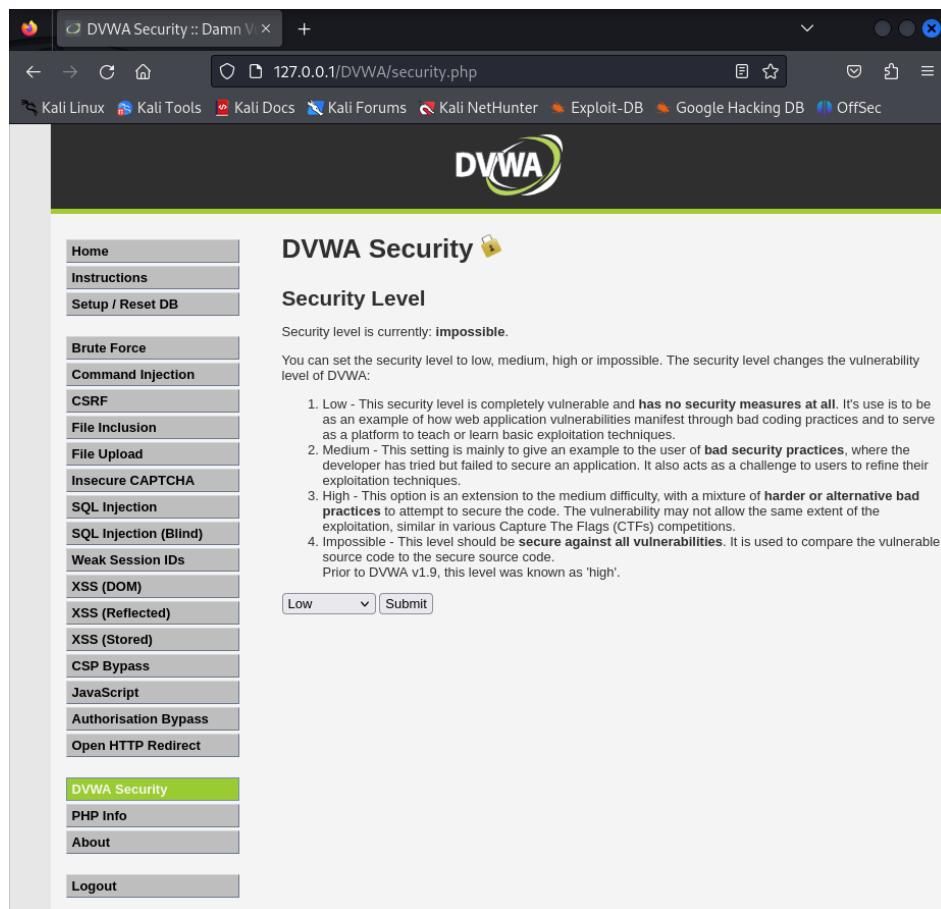 DVWA Security :: Damn Vu
127.0.0.1/DVWA/security.php
Kali Linux Kali Tools Kali Docs Kali Forums Kali NetHunter Exploit-DB Google Hacking DB OffSec
DVWA
Home
Instructions
Setup / Reset DB
Brute Force
Command Injection
CSRF
File Inclusion
File Upload
Insecure CAPTCHA
SQL Injection
SQL Injection (Blind)
Weak Session IDs
XSS (DOM)
XSS (Reflected)
XSS (Stored)
CSP Bypass
JavaScript
Authorisation Bypass
Open HTTP Redirect
DVWA Security
PHP Info
About
Logout
DVWA Security
Security Level
Security level is currently: impossible.
You can set the security level to low, medium, high or impossible. The security level changes the vulnerability
level of DVWA:
1. Low - This security level is completely vulnerable and has no security measures at all. It's use is to be
as an example of how web application vulnerabilities manifest through bad coding practices and to serve
as a platform to teach or learn basic exploitation techniques.
2. Medium - This setting is mainly to give an example to the user of bad security practices, where the
developer has tried but failed to secure an application. It also acts as a challenge to users to refine their
exploitation techniques.
3. High - This option is an extension to the medium difficulty, with a mixture of harder or alternative bad
practices to attempt to secure the code. The vulnerability may not allow the same extent of the
exploitation, similar in various Capture The Flags (CTFs) competitions.
4. Impossible - This level should be secure against all vulnerabilities. It is used to compare the vulnerable
source code to the secure source code.
Prior to DVWA v1.9, this level was known as 'high'.
Low Submit